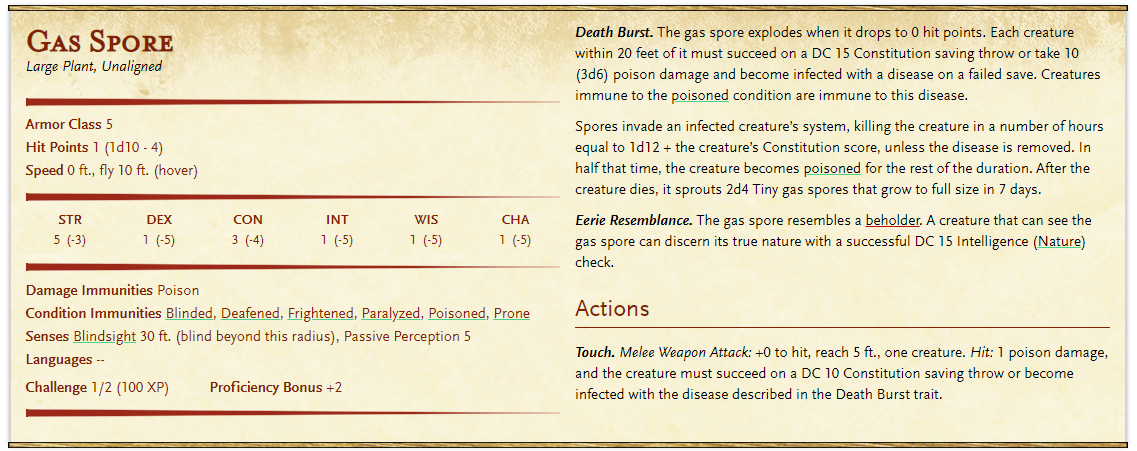 Gas Spore
Large Plant, Unaligned
Armor Class 5
Hit Points 1 (1d10 - 4)
Speed 0 ft., fly 10 ft. (hover)
STR DEX CON INT WIS CHA
5 (-3) 1 (-5) 3 (-4) 1 (-5) 1 (-5) 1 (-5)
Damage Immunities Poison
Condition Immunities Blinded, Deafened, Frightened, Paralyzed, Poisoned, Prone
Senses Blindsight 30 ft. (blind beyond this radius), Passive Perception 5
Languages --
Challenge 1/2 (100 XP) Proficiency Bonus +2
Death Burst. The gas spore explodes when it drops to 0 hit points. Each creature
within 20 feet of it must succeed on a DC 15 Constitution saving throw or take 10
(3d6) poison damage and become infected with a disease on a failed save. Creatures
immune to the poisoned condition are immune to this disease.
Spores invade an infected creature's system, killing the creature in a number of hours
equal to 1d12 + the creature's Constitution score, unless the disease is removed. In
half that time, the creature becomes poisoned for the rest of the duration. After the
creature dies, it sprouts 2d4 Tiny gas spores that grow to full size in 7 days.
Eerie Resemblance. The gas spore resembles a beholder. A creature that can see the
gas spore can discern its true nature with a successful DC 15 Intelligence (Nature)
check.
Actions
Touch. Melee Weapon Attack: +0 to hit, reach 5 ft., one creature. Hit: 1 poison damage,
and the creature must succeed on a DC 10 Constitution saving throw or become
infected with the disease described in the Death Burst trait.